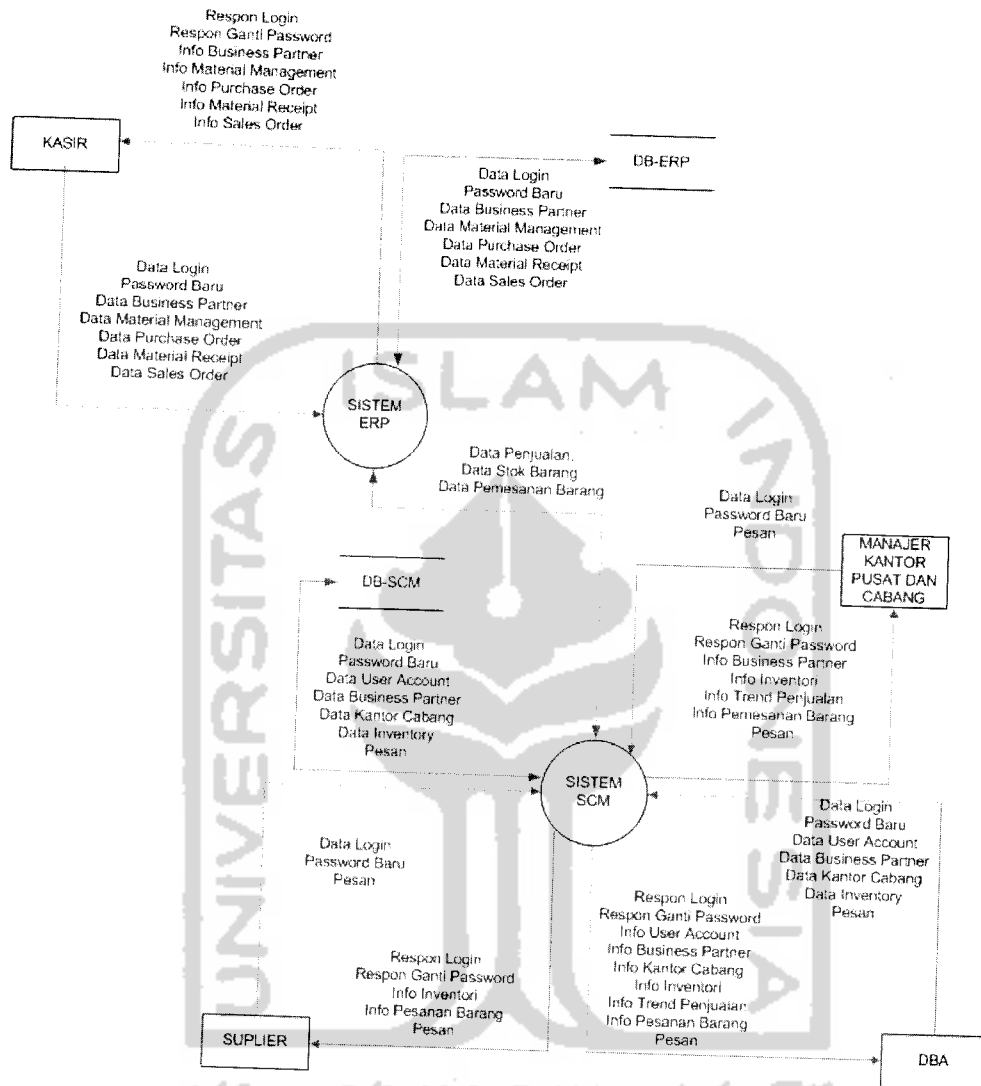 Respon Login
Respon Ganti Password
Info Business Partner
Info Material Management
Info Purchase Order
Info Material Receipt
Info Sales Order
KASIR
DB-ERP
Data Login
Password Baru
Data Business Partner
Data Material Management
Data Purchase Order
Data Material Receipt
Data Sales Order
Data Login
Password Baru
Data Business Partner
Data Material Management
Data Purchase Order
Data Material Receipt
Data Sales Order
SISTEM
ERP
Data Penjualan,
Data Stok Barang
Data Pemesanan Barang
Data Login
Password Baru
Pesan
MANAJER
KANTOR
PUSAT DAN
CABANG
DB-SCM
Data Login
Password Baru
Data User Account
Data Business Partner
Data Kantor Cabang
Data Inventory
Pesan
Respon Login
Respon Ganti Password
Info Business Partner
Info Inventori
Info Trend Penjualan
Info Pemesanan Barang
Pesan
SISTEM
SCM
Data Login
Password Baru
Pesan
Data Login
Password Baru
Data User Account
Data Business Partner
Data Kantor Cabang
Data Inventory
Pesan
Respon Login
Respon Ganti Password
Info Inventori
Info Pesanan Barang
Pesan
Respon Login
Respon Ganti Password
Info User Account
Info Business Partner
Info Kantor Cabang
Info Inventori
Info Trend Penjualan
Info Pesanan Barang
Pesan
SUPLIER
DBA
UNIVERSITAS
ISLAM
INDONESIA